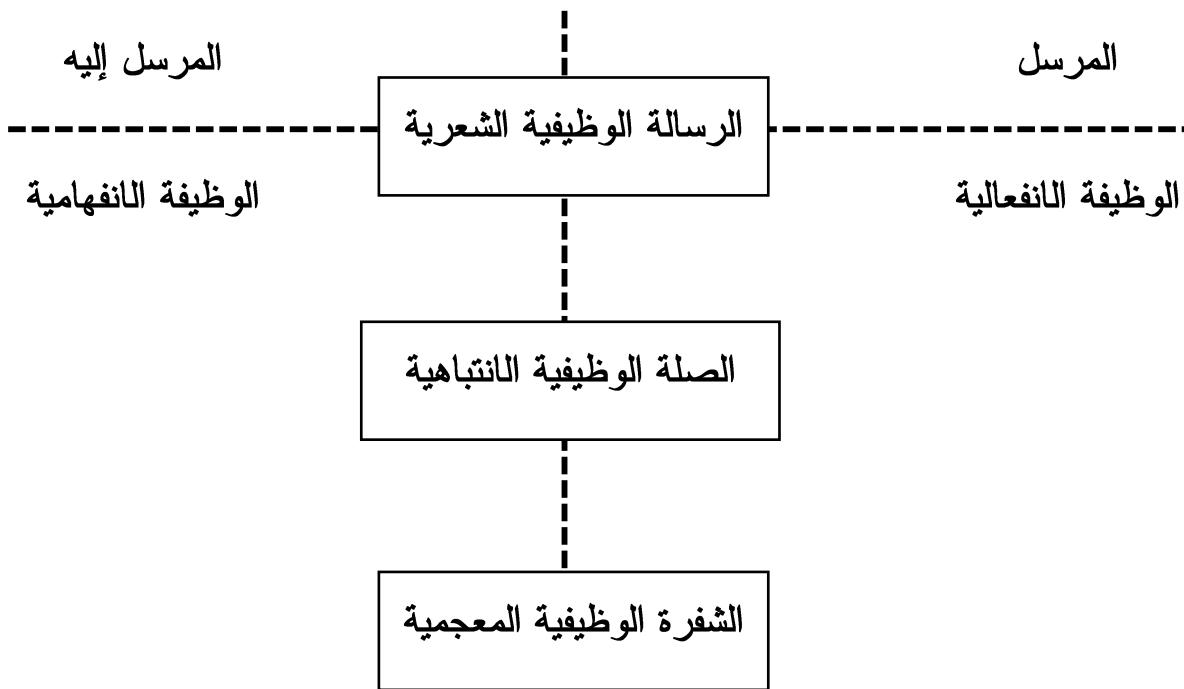 المرسل
المرسل إليه
الرسالة الوظيفية الشعرية
الوظيفة الانفعالية
الوظيفة الانفهامية
الصلة الوظيفية الانتباهية
الشفرة الوظيفية المعجمية